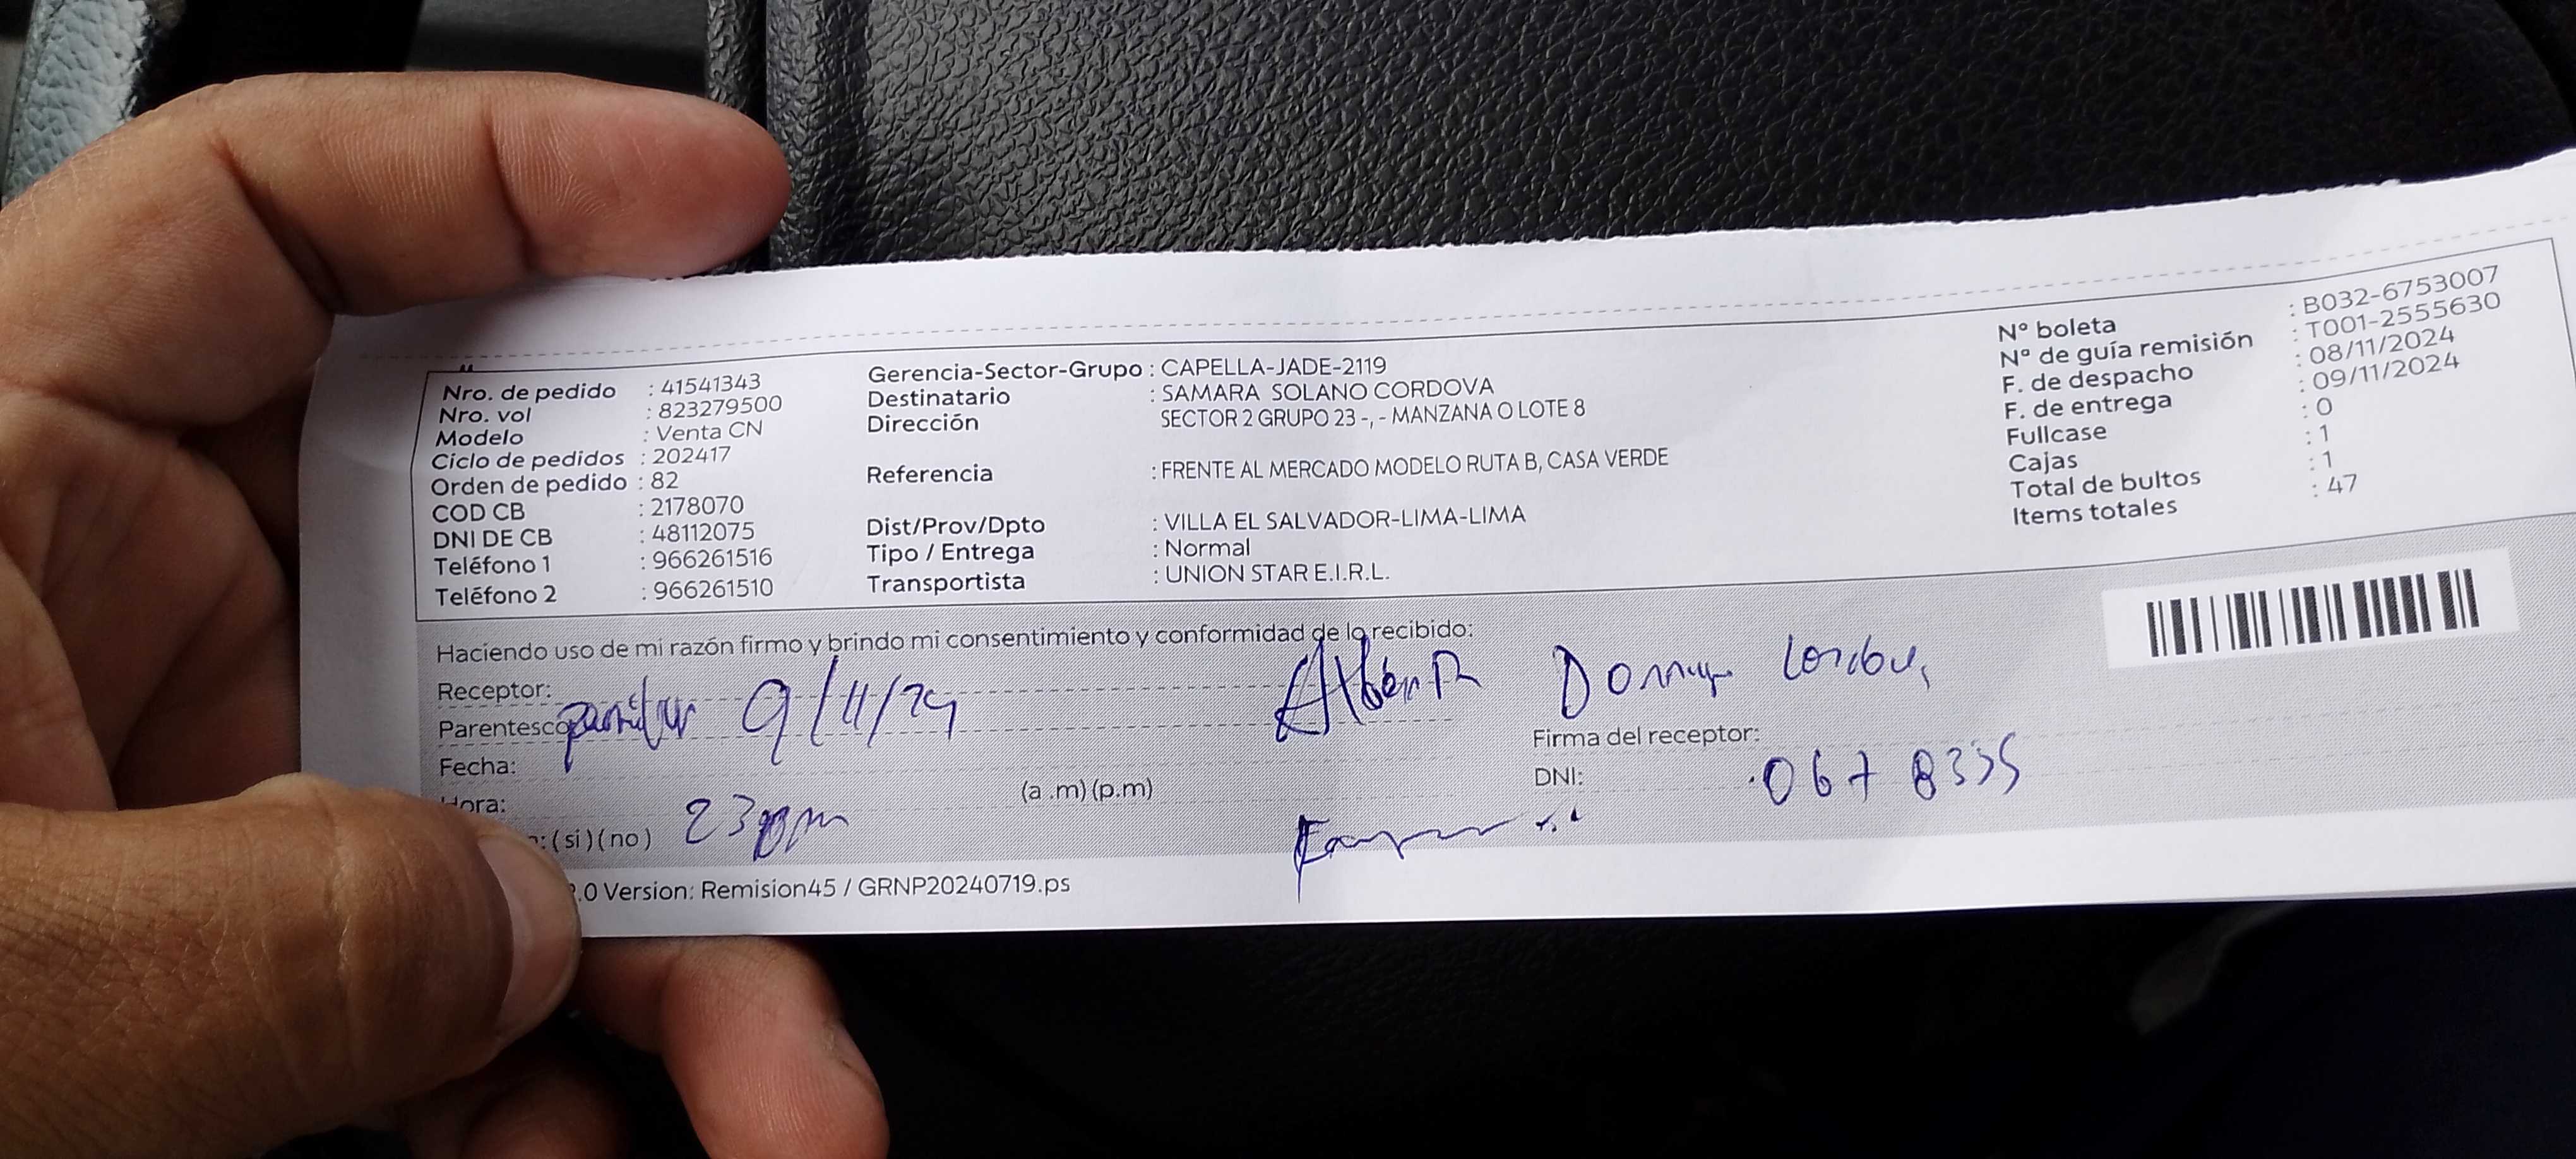 Nro. de pedido : 41541343
Nro. vol : 823279500
Modelo : Venta CN
Ciclo de pedidos : 202417
Orden de pedido : 82
COD CB : 2178070
DNI DE CB : 48112075
Teléfono 1 : 966261516
Teléfono 2 : 966261510
Gerencia-Sector-Grupo : CAPELLA-JADE-2119
Destinatario : SAMARA SOLANO CORDOVA
Dirección SECTOR 2 GRUPO 23 -, - MANZANA O LOTE 8
Referencia : FRENTE AL MERCADO MODELO RUTA B, CASA VERDE
Dist/Prov/Dpto : VILLA EL SALVADOR-LIMA-LIMA
Tipo / Entrega : Normal
Transportista : UNION STAR E.I.R.L.
N° boleta : B032-6753007
N° de guía remisión : T001-2555630
F. de despacho : 08/11/2024
F. de entrega : 09/11/2024
Fullcase : 0
Cajas : 1
Total de bultos : 1
Items totales : 47
Haciendo uso de mi razón firmo y brindo mi consentimiento y conformidad de lo recibido:
Receptor:
Parentesco 9/11/24
Fecha:
Hora:
(a .m) (p.m)
: ( si ) ( no )
Firma del receptor:
DNI: 067 8335
.0 Version: Remision45 / GRNP20240719.ps